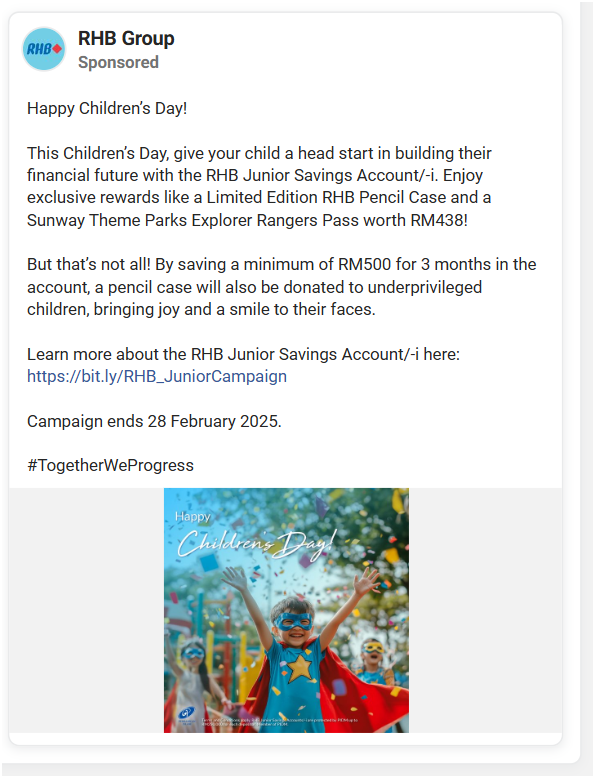 RHB
RHB Group
Sponsored
Happy Children’s Day!
This Children’s Day, give your child a head start in building their
financial future with the RHB Junior Savings Account/-i. Enjoy
exclusive rewards like a Limited Edition RHB Pencil Case and a
Sunway Theme Parks Explorer Rangers Pass worth RM438!
But that’s not all! By saving a minimum of RM500 for 3 months in the
account, a pencil case will also be donated to underprivileged
children, bringing joy and a smile to their faces.
Learn more about the RHB Junior Savings Account/-i here:
https://bit.ly/RHB_JuniorCampaign
Campaign ends 28 February 2025.
#TogetherWeProgress
Happy
Childrens Day!